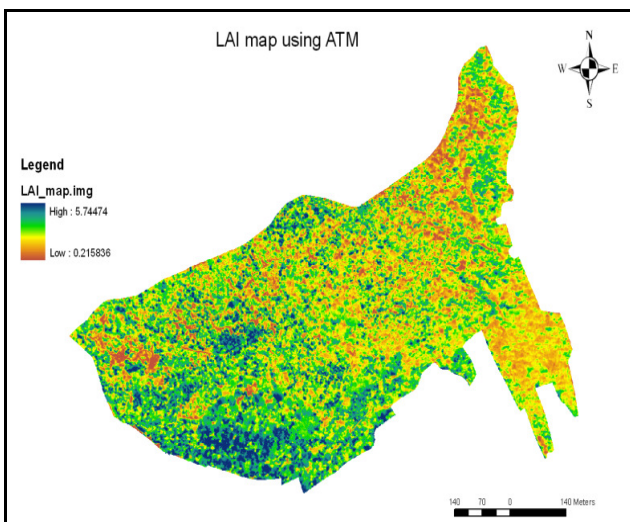 LAI map using ATM
N
W E
S
Legend
LAI_map.img
High : 5.74474
Low : 0.215836
140 70 0 140 Meters